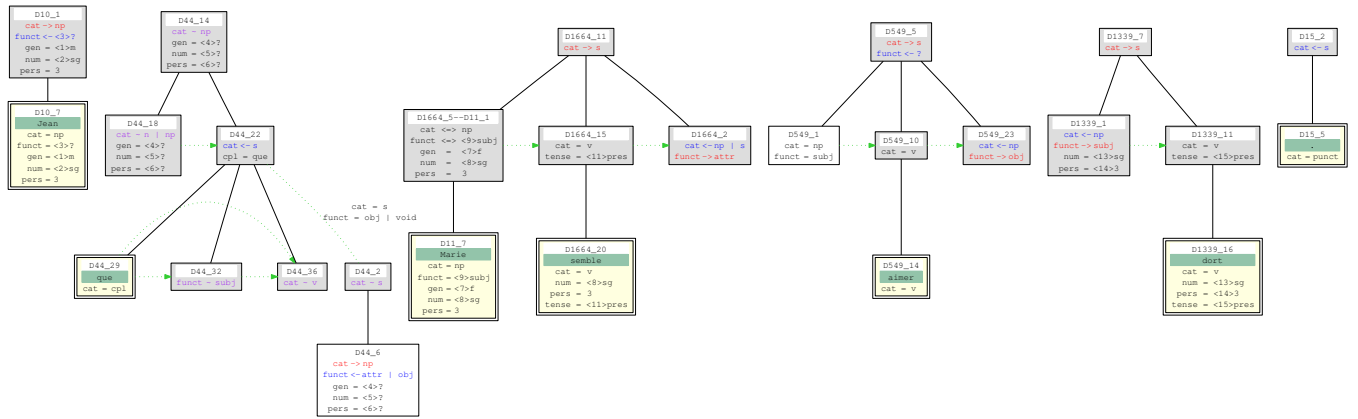 D10_1
cat -> np
funct <- <3>?
gen = <1>m
num = <2>sg
pers = 3
D10_7
Jean
cat = np
funct = <3>?
gen = <1>m
num = <2>sg
pers = 3
D44_14
cat ~ np
gen = <4>?
num = <5>?
pers = <6>?
D44_18
cat ~ n | np
gen = <4>?
num = <5>?
pers = <6>?
D44_22
cat <- s
cpl = que
cat = s
funct = obj | void
D44_29
que
cat = cpl
D44_32
funct ~ subj
D44_36
cat ~ v
D44_2
cat ~ s
D44_6
cat -> np
funct <- attr | obj
gen = <4>?
num = <5>?
pers = <6>?
D1664_11
cat -> s
D1664_5--D11_1
cat <=> np
funct <=> <9>subj
gen = <7>f
num = <8>sg
pers = 3
D1664_15
cat = v
tense = <11>pres
D1664_2
cat <- np | s
funct -> attr
D11_7
Marie
cat = np
funct = <9>subj
gen = <7>f
num = <8>sg
pers = 3
D1664_20
semble
cat = v
num = <8>sg
pers = 3
tense = <11>pres
D549_5
cat -> s
funct <- ?
D549_1
cat = np
funct = subj
D549_10
cat = v
D549_23
cat <- np
funct -> obj
D549_14
aimer
cat = v
D1339_7
cat -> s
D1339_1
cat <- np
funct -> subj
num = <13>sg
pers = <14>3
D1339_11
cat = v
tense = <15>pres
D1339_16
dort
cat = v
num = <13>sg
pers = <14>3
tense = <15>pres
D15_2
cat <- s
D15_5
.
cat = punct